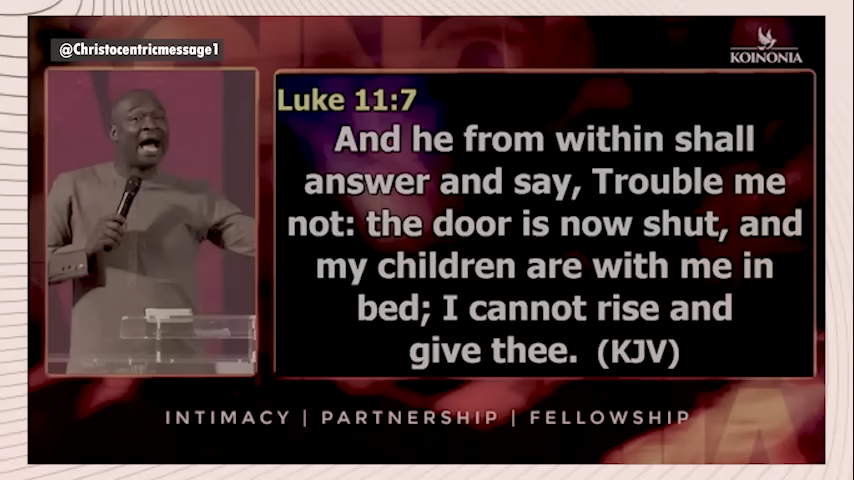 @Christocentricmessage1
KOINONIA
Luke 11:7
And he from within shall
answer and say, Trouble me
not: the door is now shut, and
my children are with me in
bed; I cannot rise and
give thee. (KJV)
INTIMACY | PARTNERSHIP | FELLOWSHIP